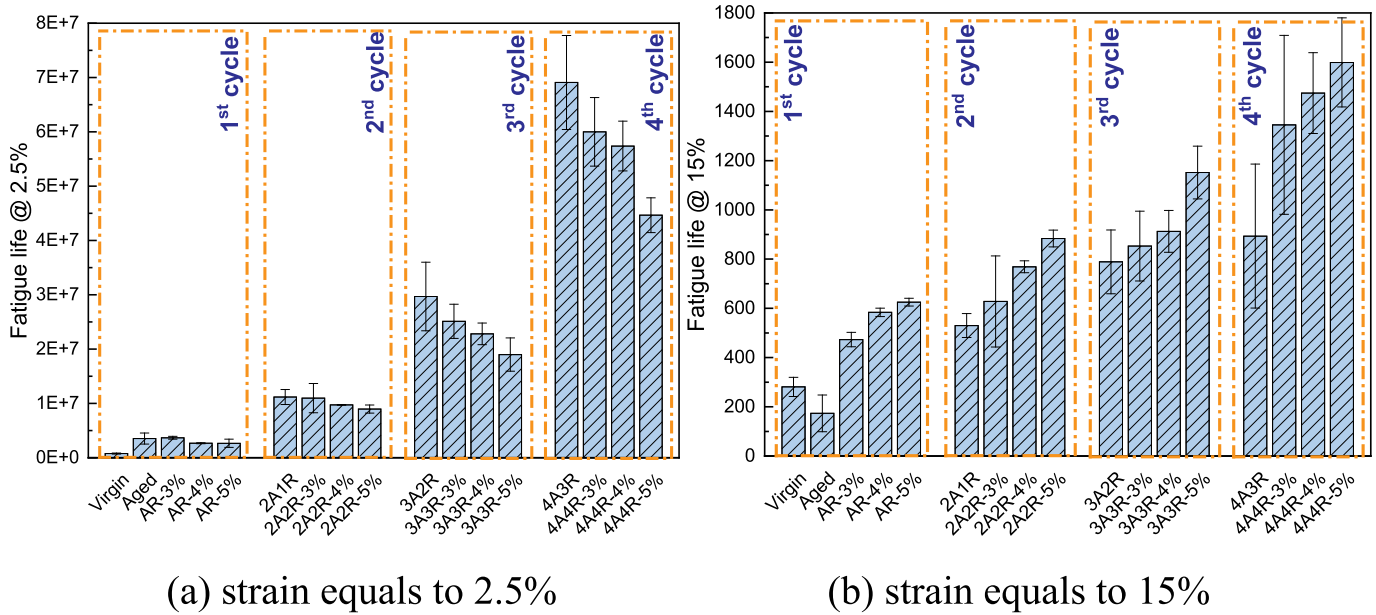 8E+7
7E+7
6E+7
5E+7
4E+7
3E+7
2E+7
1E+7
0E+0
Fatigue life @ 2.5%
1st cycle
2nd cycle
3rd cycle
4th cycle
Virgin
Aged
AR-3%
AR-4%
AR-5%
2A1R
2A2R-3%
2A2R-4%
2A2R-5%
3A2R
3A3R-3%
3A3R-4%
3A3R-5%
4A3R
4A4R-3%
4A4R-4%
4A4R-5%
(a) strain equals to 2.5%
1800
1600
1400
1200
1000
800
600
400
200
0
Fatigue life @ 15%
1st cycle
2nd cycle
3rd cycle
4th cycle
Virgin
Aged
AR-3%
AR-4%
AR-5%
2A1R
2A2R-3%
2A2R-4%
2A2R-5%
3A2R
3A3R-3%
3A3R-4%
3A3R-5%
4A3R
4A4R-3%
4A4R-4%
4A4R-5%
(b) strain equals to 15%